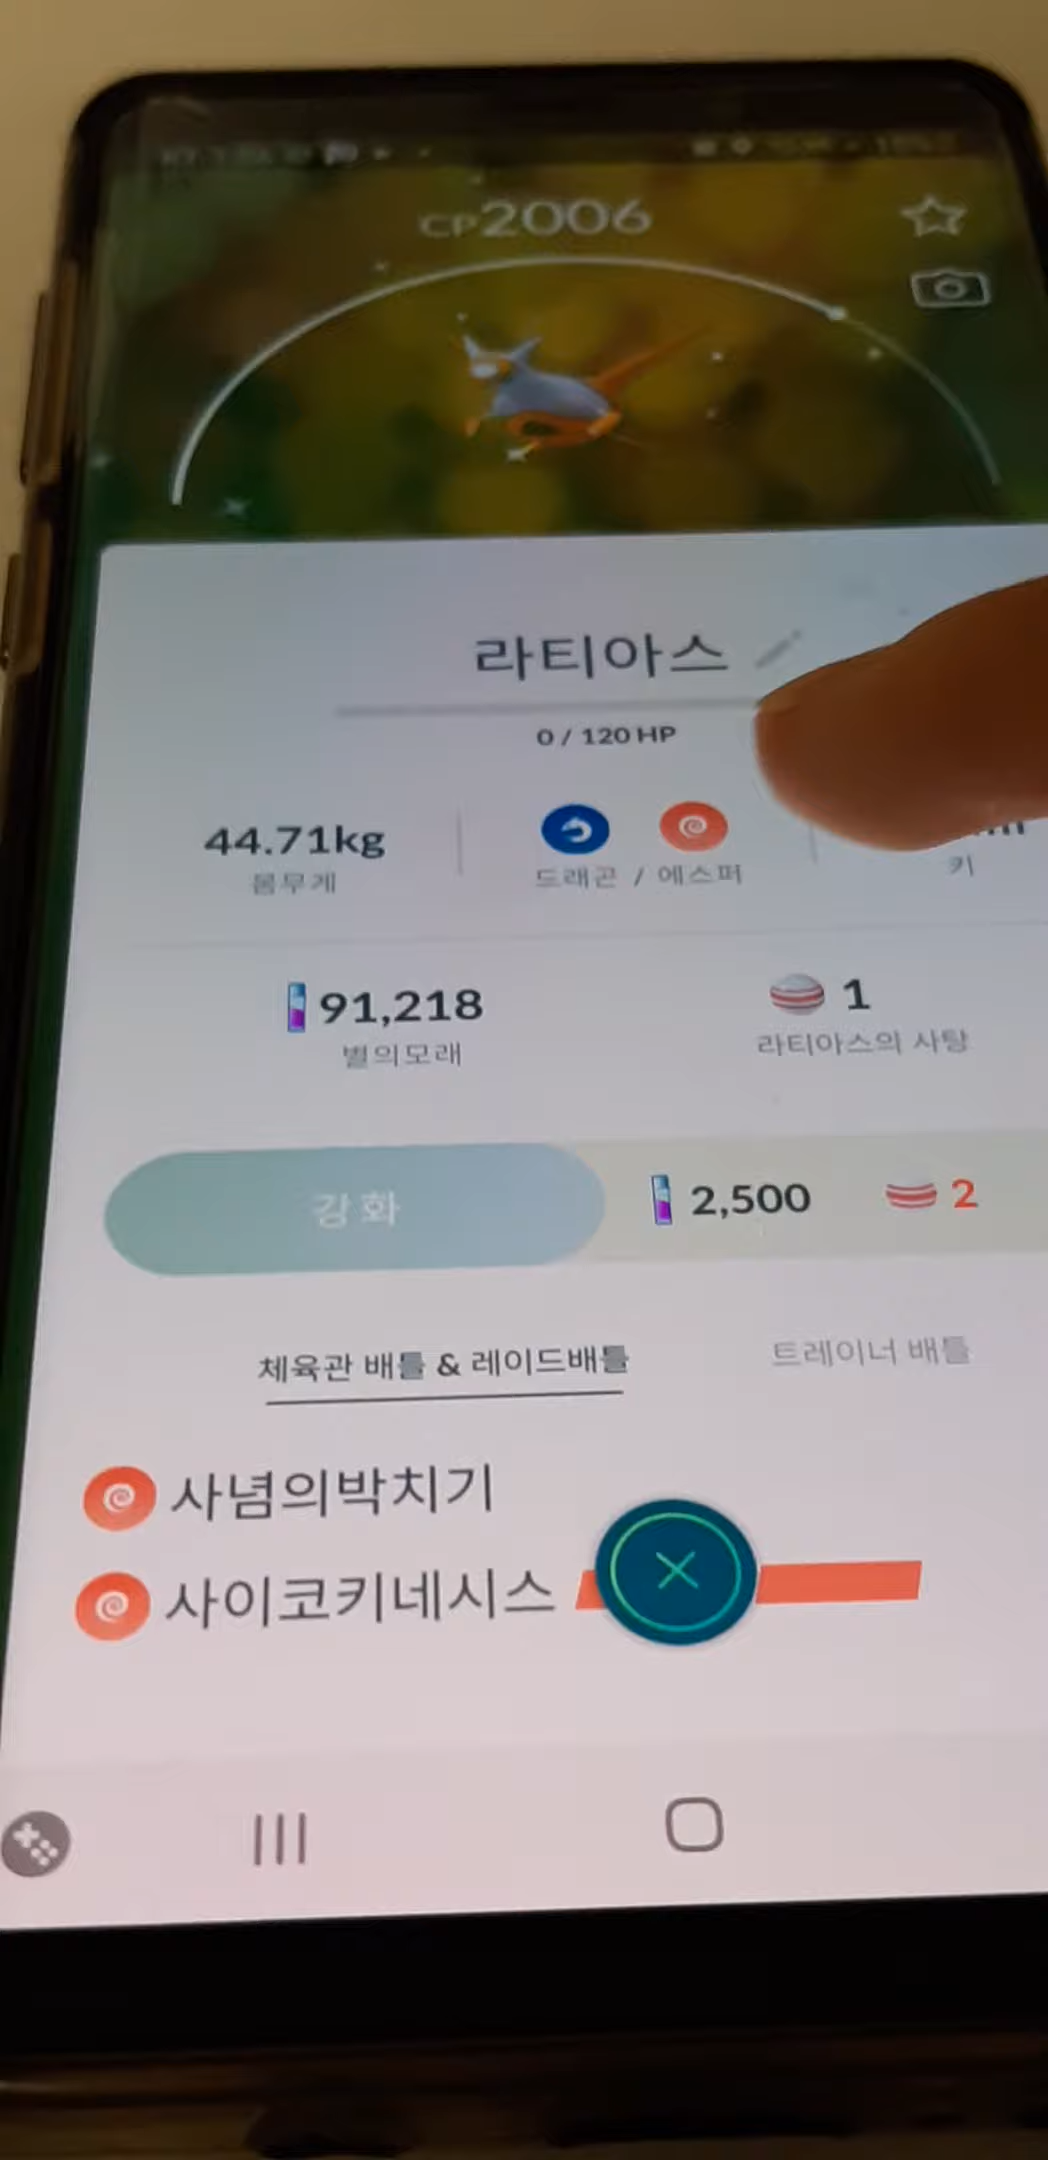 CP2006
라티아스
0 / 120 HP
44.71kg
몸무게
드래곤 / 에스퍼
키
91,218
별의모래
1
라티아스의 사탕
강화
2,500
2
체육관 배틀 & 레이드배틀
트레이너 배틀
사념의박치기
사이코키네시스